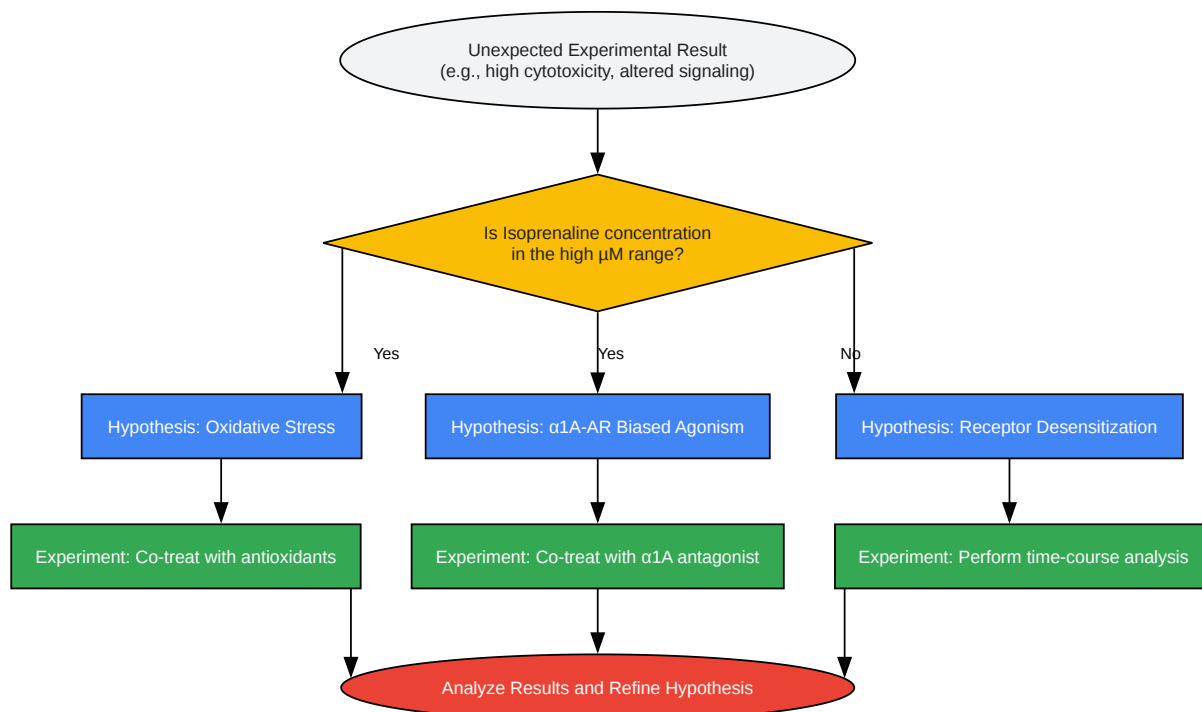 Unexpected Experimental Result
(e.g., high cytotoxicity, altered signaling)
Is Isoprenaline concentration
in the high µM range?
Yes
Yes
No
Hypothesis: Oxidative Stress
Hypothesis: α1A-AR Biased Agonism
Hypothesis: Receptor Desensitization
Experiment: Co-treat with antioxidants
Experiment: Co-treat with α1A antagonist
Experiment: Perform time-course analysis
Analyze Results and Refine Hypothesis